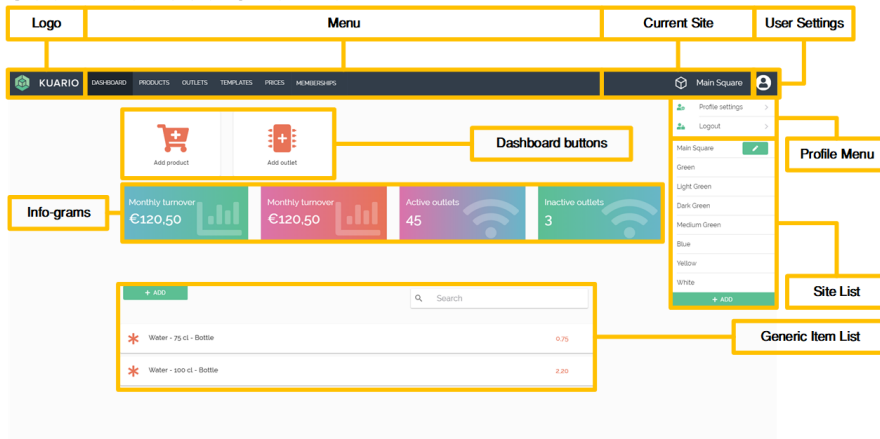 Logo
Menu
Current Site
User Settings
KUARIO
DASHBOARD PRODUCTS OUTLETS TEMPLATES PRICES MEMBERSHIPS
Main Square
Profile settings
Logout
Profile Menu
Add product
Add outlet
Dashboard buttons
Main Square
Green
Light Green
Dark Green
Medium Green
Blue
Yellow
White
+ ADD
Site List
Info-grams
Monthly turnover
€120,50
Monthly turnover
€120,50
Active outlets
45
Inactive outlets
3
+ ADD
Search
Water - 75 cl - Bottle
0.75
Water - 100 cl - Bottle
2.20
Generic Item List